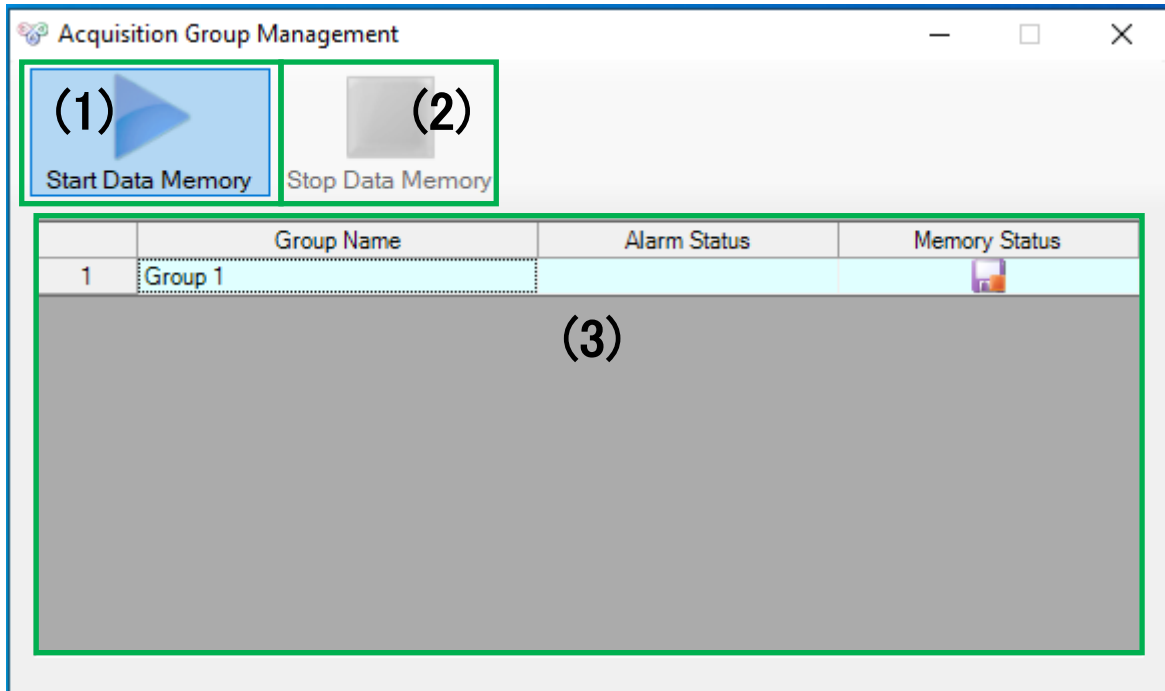 Acquisition Group Management
(1) (2)
Start Data Memory Stop Data Memory
Group Name Alarm Status Memory Status
1 Group 1
(3)